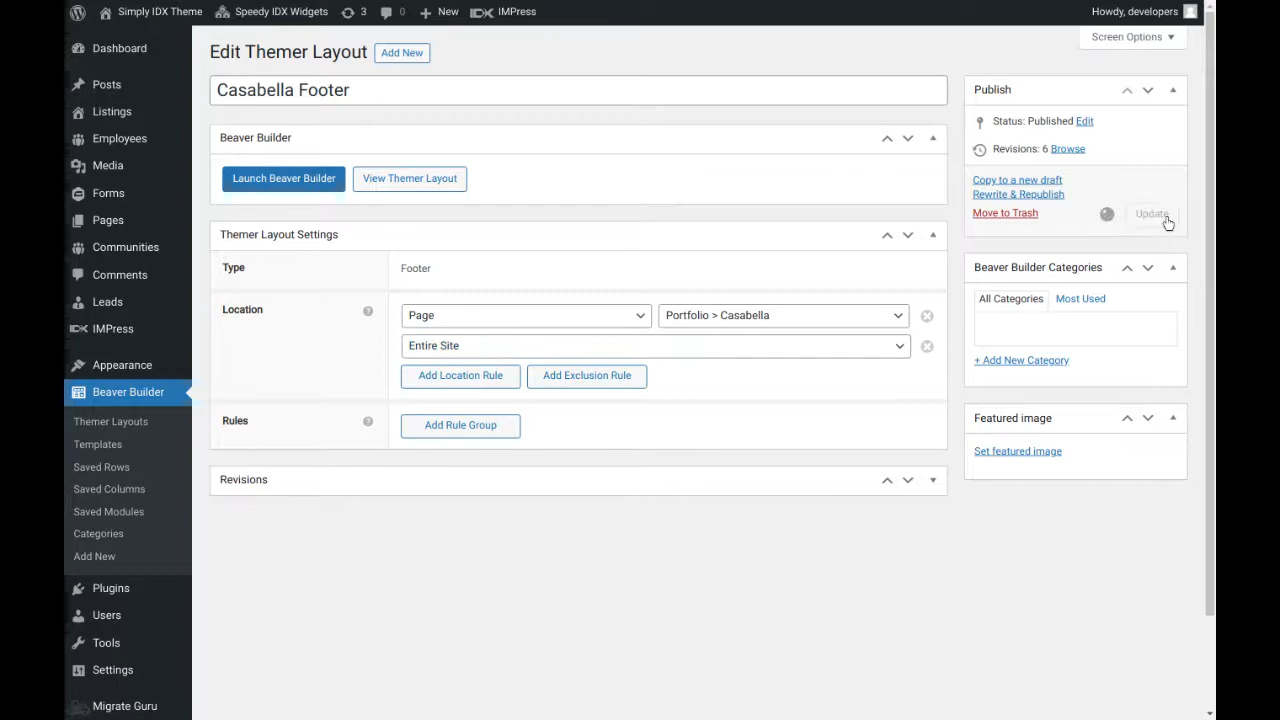 Simply IDX Theme
Speedy IDX Widgets
3
0
New
IDX IMPress
Howdy, developers
Dashboard
Posts
Listings
Employees
Media
Forms
Pages
Communities
Comments
Leads
IDX IMPress
Appearance
Beaver Builder
Themer Layouts
Templates
Saved Rows
Saved Columns
Saved Modules
Categories
Add New
Plugins
Users
Tools
Settings
Migrate Guru
Screen Options
Edit Themer Layout
Add New
Casabella Footer
Beaver Builder
Launch Beaver Builder
View Themer Layout
Themer Layout Settings
Type
Footer
Location
?
Page
Portfolio > Casabella
Entire Site
Add Location Rule
Add Exclusion Rule
Rules
?
Add Rule Group
Revisions
Publish
Status: Published Edit
Revisions: 6 Browse
Copy to a new draft
Rewrite & Republish
Move to Trash
Update
Beaver Builder Categories
All Categories
Most Used
+ Add New Category
Featured image
Set featured image